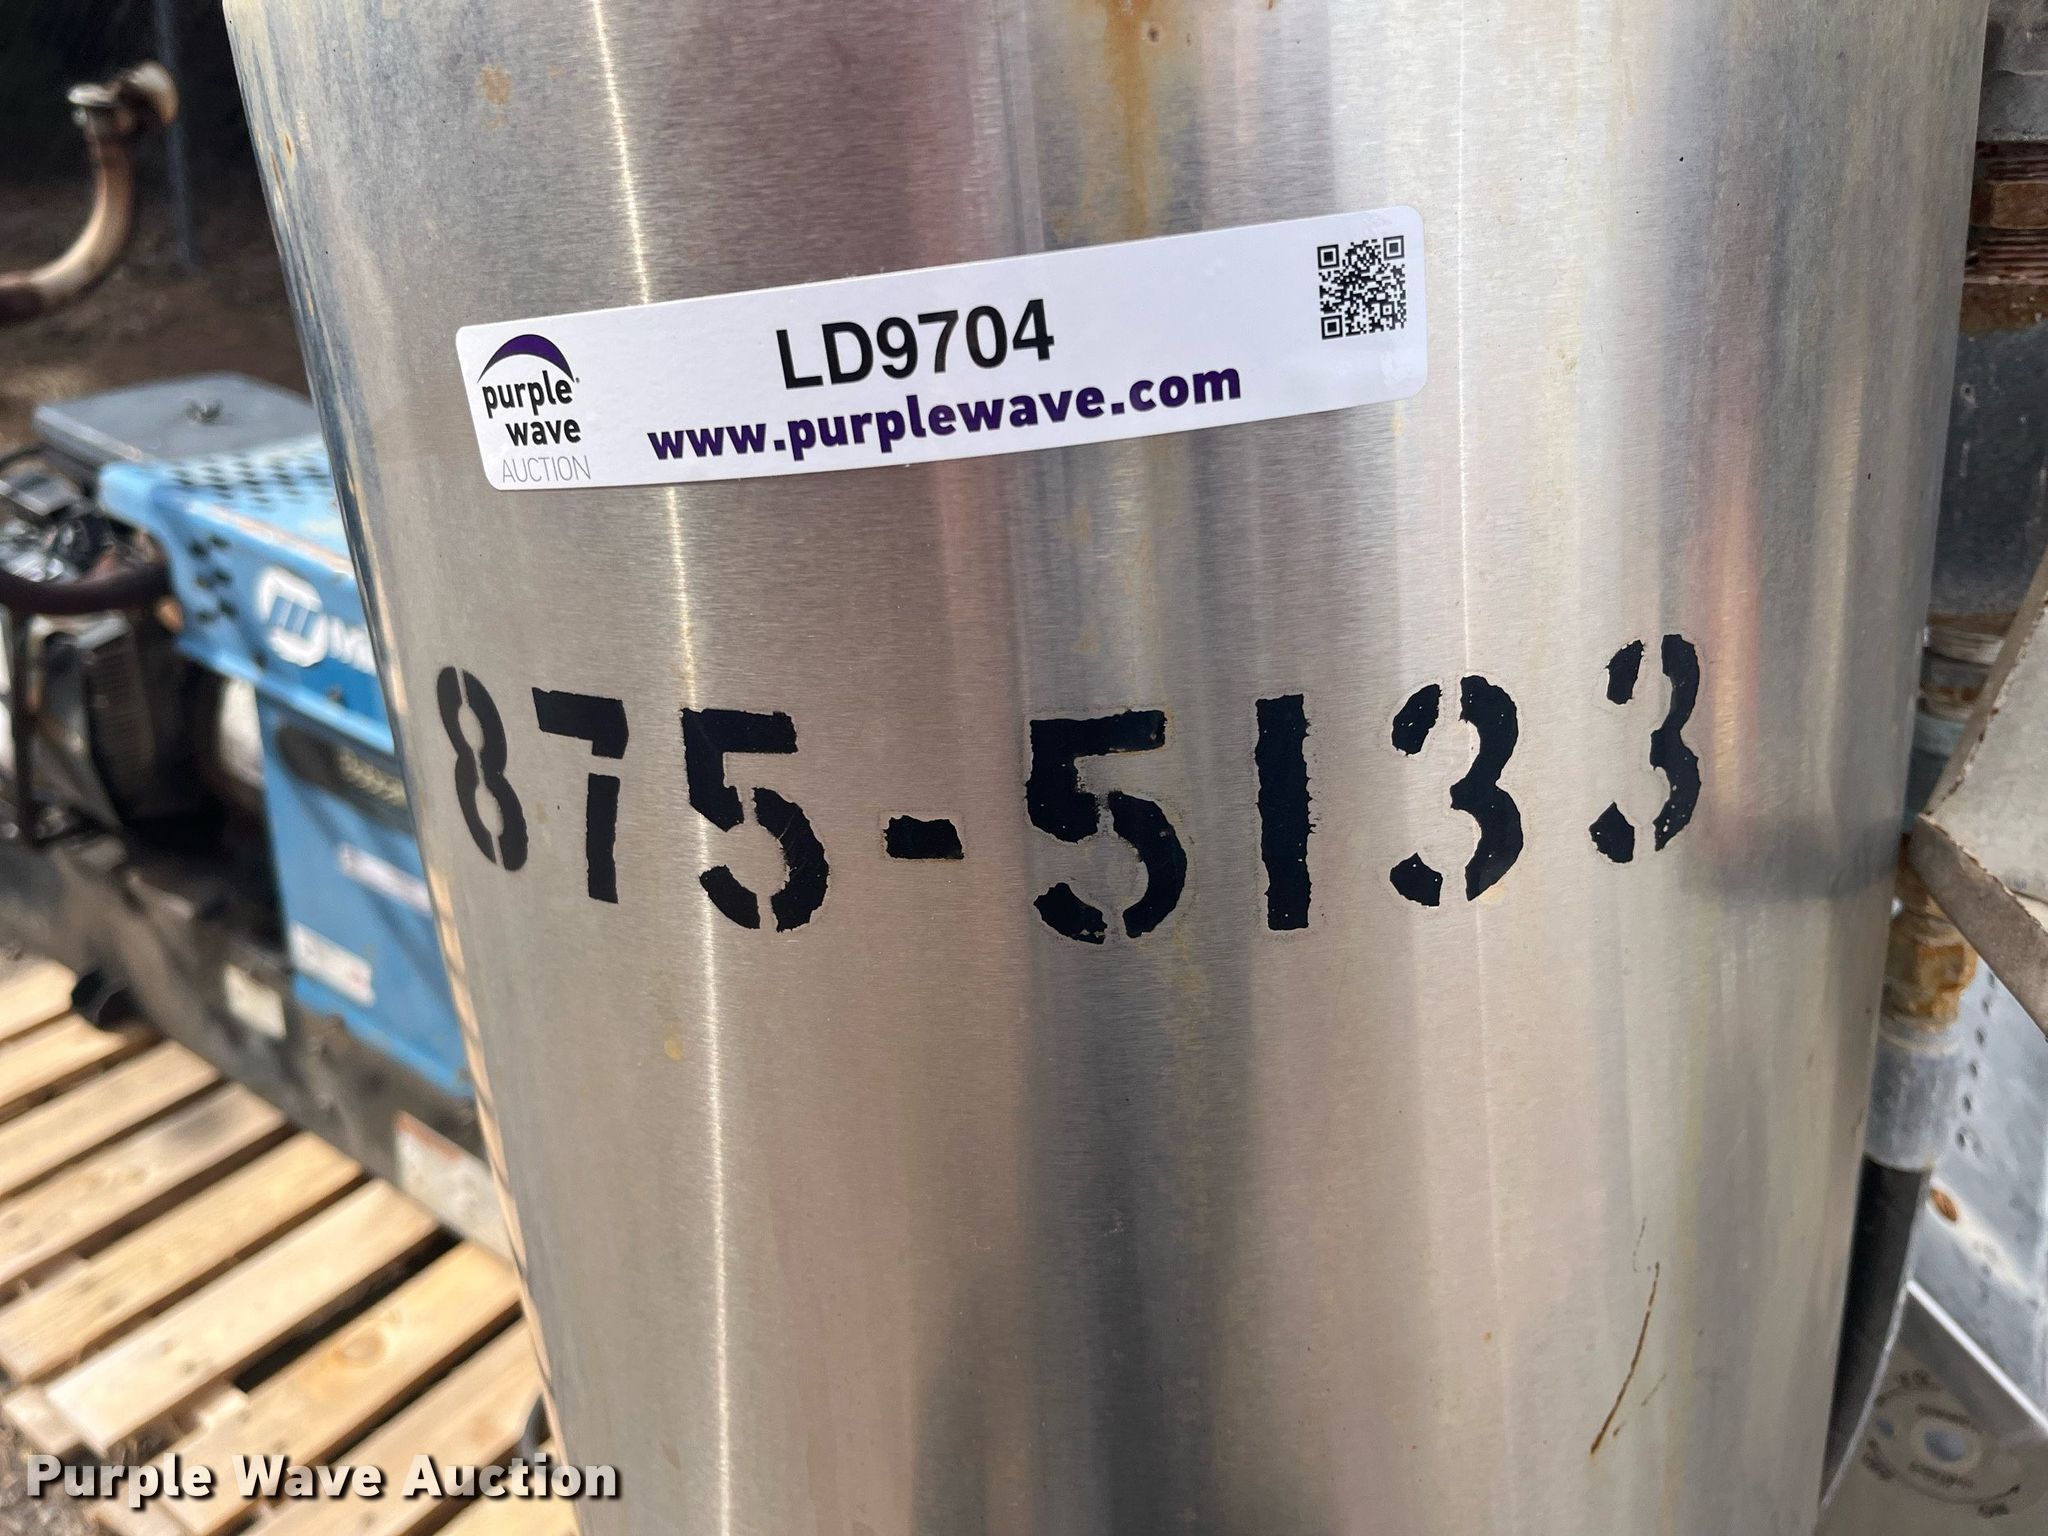 purple
wave
AUCTION
LD9704
www.purplewave.com
875-5133
Purple Wave Auction